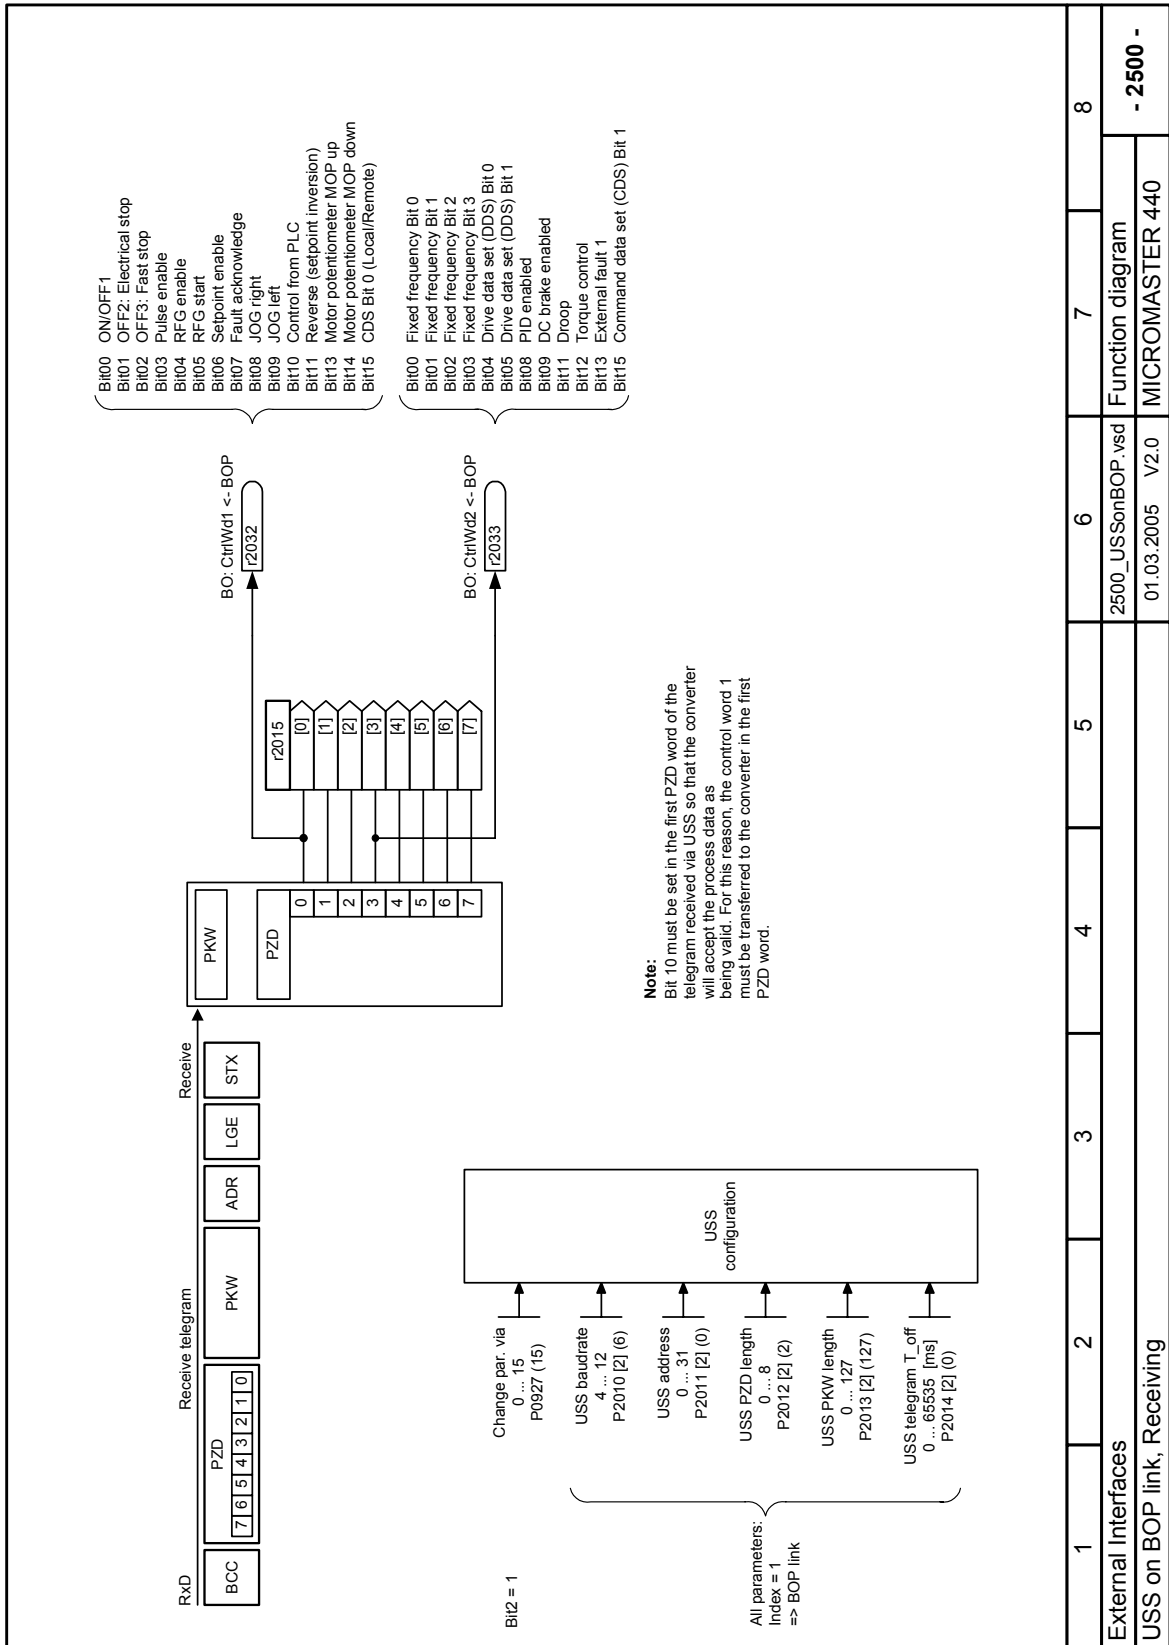 RxD
Receive telegram
Receive
BCC
PZD
7 6 5 4 3 2 1 0
PKW
ADR
LGE
STX
PKW
PZD
0
1
2
3
4
5
6
7
r2015
[0]
[1]
[2]
[3]
[4]
[5]
[6]
[7]
BO: CtrlWd1 <- BOP
r2032
BO: CtrlWd2 <- BOP
r2033
Bit00 ON/OFF1
Bit01 OFF2: Electrical stop
Bit02 OFF3: Fast stop
Bit03 Pulse enable
Bit04 RFG enable
Bit05 RFG start
Bit06 Setpoint enable
Bit07 Fault acknowledge
Bit08 JOG right
Bit09 JOG left
Bit10 Control from PLC
Bit11 Reverse (setpoint inversion)
Bit13 Motor potentiometer MOP up
Bit14 Motor potentiometer MOP down
Bit15 CDS Bit 0 (Local/Remote)
Bit00 Fixed frequency Bit 0
Bit01 Fixed frequency Bit 1
Bit02 Fixed frequency Bit 2
Bit03 Fixed frequency Bit 3
Bit04 Drive data set (DDS) Bit 0
Bit05 Drive data set (DDS) Bit 1
Bit08 PID enabled
Bit09 DC brake enabled
Bit11 Droop
Bit12 Torque control
Bit13 External fault 1
Bit15 Command data set (CDS) Bit 1
Bit2 = 1
Change par. via
0 ... 15
P0927 (15)
USS baudrate
4 ... 12
P2010 [2] (6)
USS address
0 ... 31
P2011 [2] (0)
USS PZD length
0 ... 8
P2012 [2] (2)
USS PKW length
0 ... 127
P2013 [2] (127)
USS telegram T_off
0 ... 65535 [ms]
P2014 [2] (0)
All parameters:
Index = 1
=> BOP link
USS
configuration
Note:
Bit 10 must be set in the first PZD word of the
telegram received via USS so that the converter
will accept the process data as
being valid. For this reason, the control word 1
must be transferred to the converter in the first
PZD word.
1 2 3 4 5 6 7 8
External Interfaces
2500_USSonBOP.vsd
Function diagram
- 2500 -
USS on BOP link, Receiving
01.03.2005 V2.0
MICROMASTER 440